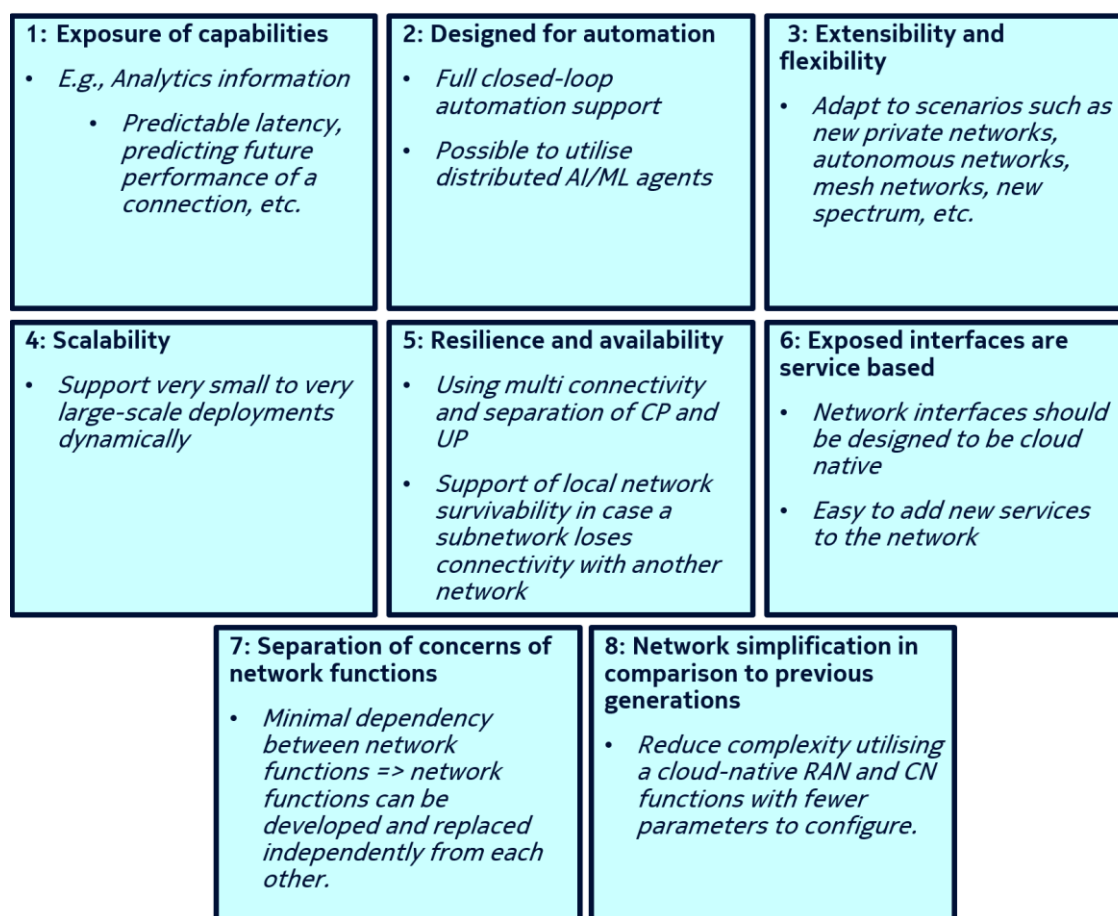 1: Exposure of capabilities
• E.g., Analytics information
• Predictable latency,
predicting future
performance of a
connection, etc.
2: Designed for automation
• Full closed-loop
automation support
• Possible to utilise
distributed AI/ML agents
3: Extensibility and
flexibility
• Adapt to scenarios such as
new private networks,
autonomous networks,
mesh networks, new
spectrum, etc.
4: Scalability
• Support very small to very
large-scale deployments
dynamically
5: Resilience and availability
• Using multi connectivity
and separation of CP and
UP
• Support of local network
survivability in case a
subnetwork loses
connectivity with another
network
6: Exposed interfaces are
service based
• Network interfaces should
be designed to be cloud
native
• Easy to add new services
to the network
7: Separation of concerns of
network functions
• Minimal dependency
between network
functions => network
functions can be
developed and replaced
independently from each
other.
8: Network simplification in
comparison to previous
generations
• Reduce complexity utilising
a cloud-native RAN and CN
functions with fewer
parameters to configure.